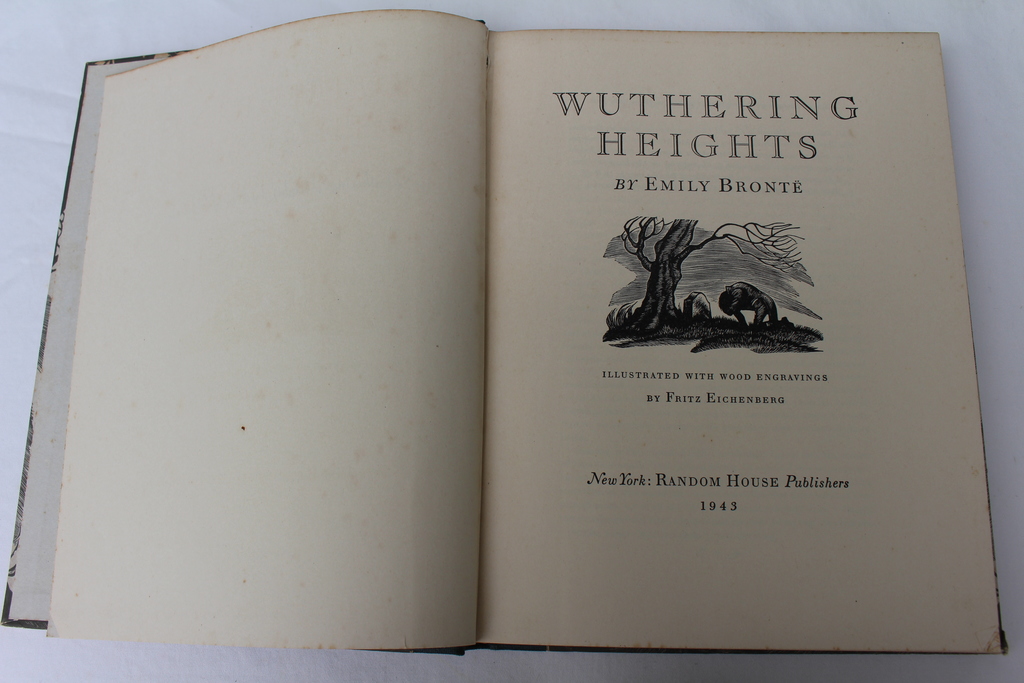 WUTHERING
HEIGHTS
BY EMILY BRONTË
ILLUSTRATED WITH WOOD ENGRAVINGS
BY FRITZ EICHENBERG
New York: RANDOM HOUSE Publishers
1943